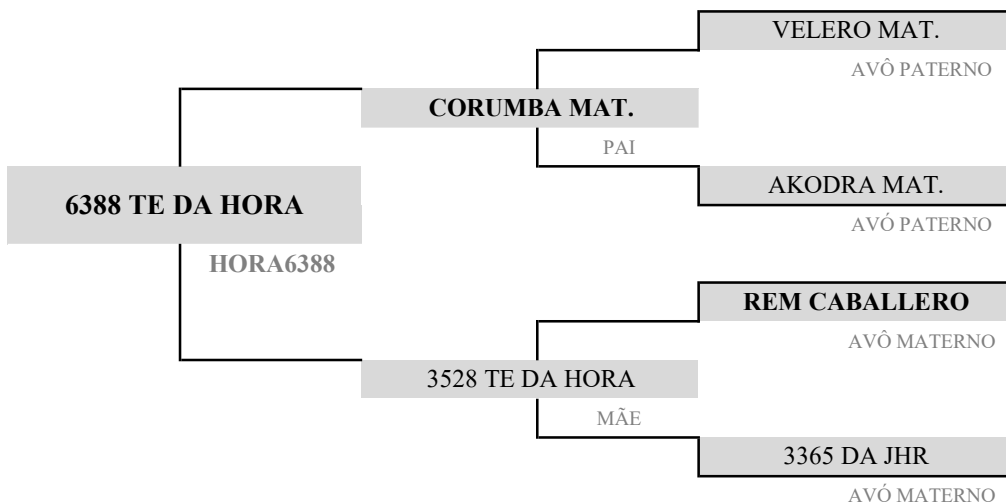 VELERO MAT.
AVÔ PATERNO
CORUMBA MAT.
PAI
AKODRA MAT.
AVÓ PATERNO
6388 TE DA HORA
HORA6388
REM CABALLERO
AVÔ MATERNO
3528 TE DA HORA
MÃE
3365 DA JHR
AVÓ MATERNO